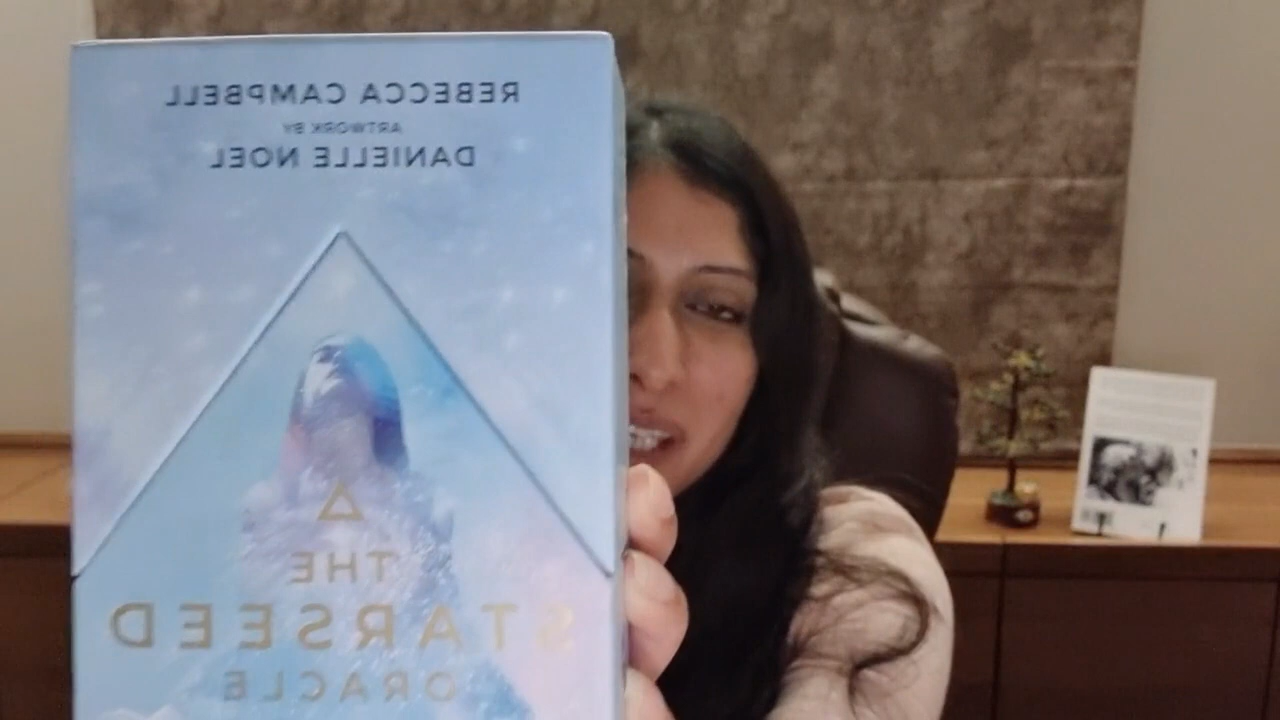 REBECCA CAMPBELL
ARTWORK BY
DANIELLE NOEL
THE
STARSEED
ORACLE